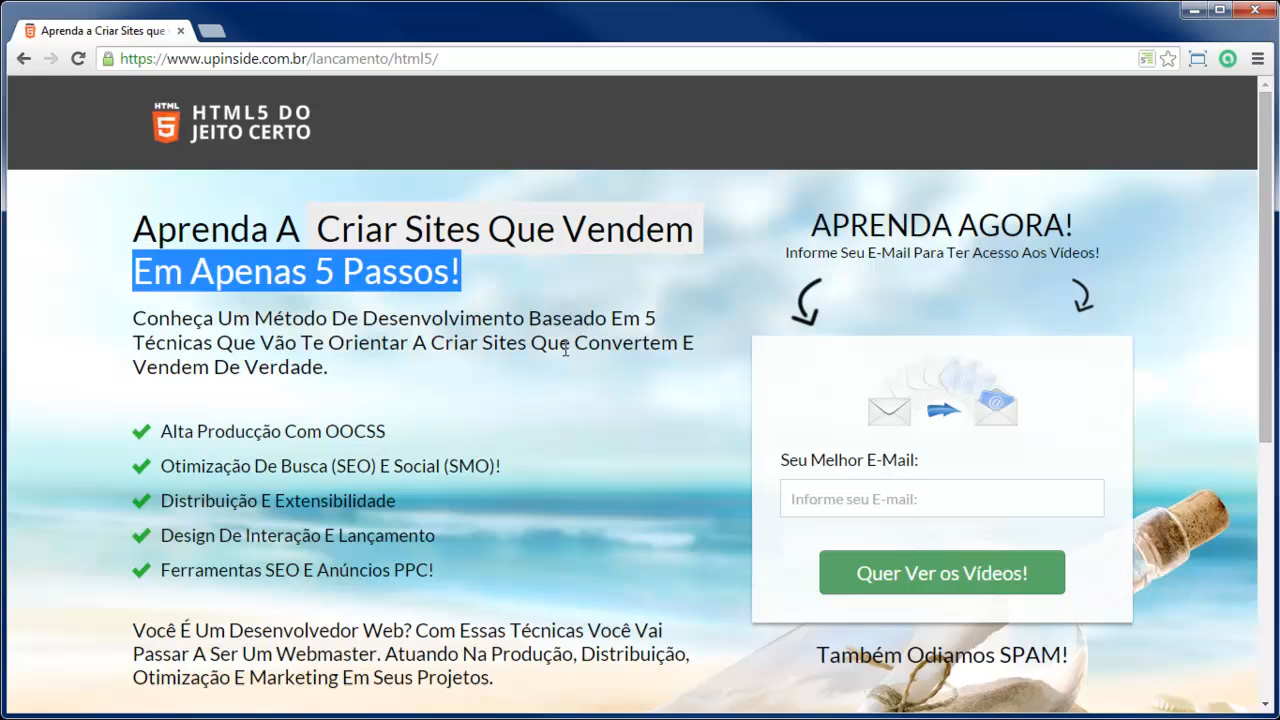 Aprenda a Criar Sites que
https://www.upinside.com.br/lancamento/html5/
HTML
5
HTML5 DO
JEITO CERTO
Aprenda A Criar Sites Que Vendem
Em Apenas 5 Passos!
Conheça Um Método De Desenvolvimento Baseado Em 5
Técnicas Que Vão Te Orientar A Criar Sites Que Convertem E
Vendem De Verdade.
Alta Producção Com OOCSS
Otimização De Busca (SEO) E Social (SMO)!
Distribuição E Extensibilidade
Design De Interação E Lançamento
Ferramentas SEO E Anúncios PPC!
Você É Um Desenvolvedor Web? Com Essas Técnicas Você Vai
Passar A Ser Um Webmaster. Atuando Na Produção, Distribuição,
Otimização E Marketing Em Seus Projetos.
APRENDA AGORA!
Informe Seu E-Mail Para Ter Acesso Aos Vídeos!
Seu Melhor E-Mail:
Informe seu E-mail:
Quer Ver os Vídeos!
Também Odiamos SPAM!